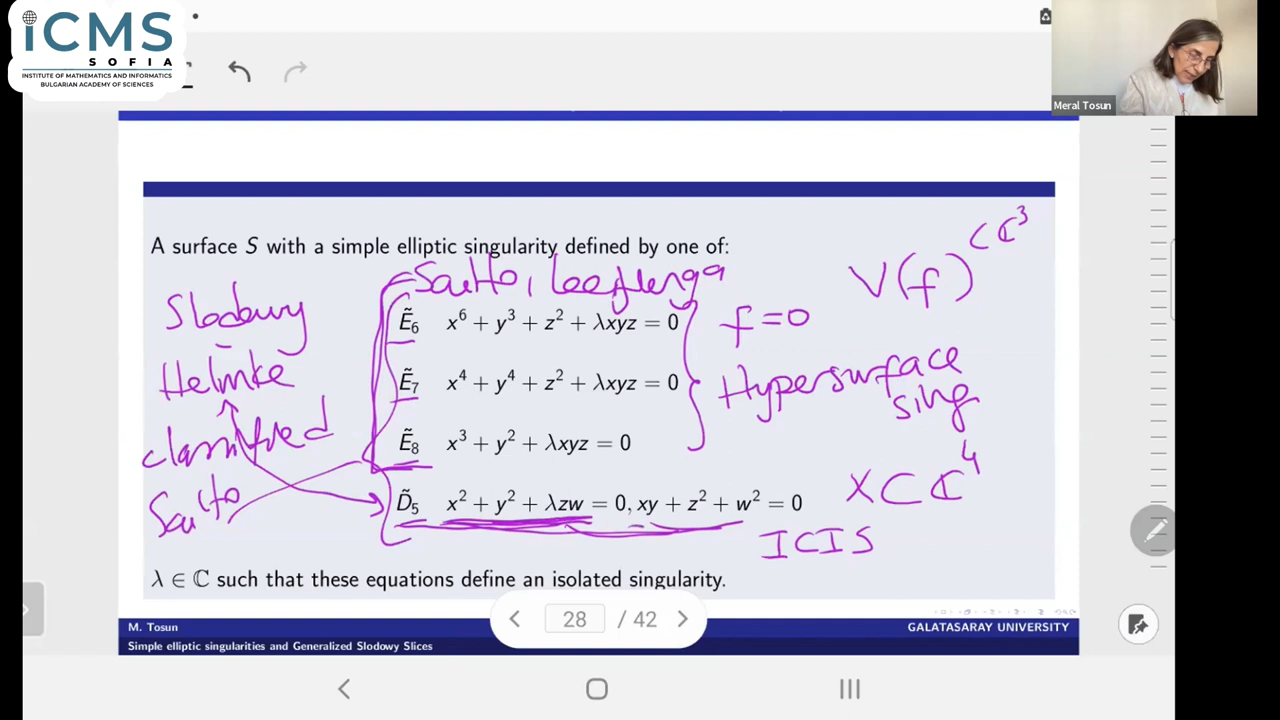 iCMS
SOFIA
INSTITUTE OF MATHEMATICS AND INFORMATICS
BULGARIAN ACADEMY OF SCIENCES
Meral Tosun
A surface S with a simple elliptic singularity defined by one of:
V(f) ⊂ ℂ³
Saito,
Ẽ₆ x⁶ + y³ + z² + λxyz = 0
f = 0
Slodowy
Ẽ₇ x⁴ + y⁴ + z² + λxyz = 0
Helmke
Hypersurface
sing
classified
Ẽ₈ x³ + y² + λxyz = 0
Saito
D̃₅ x² + y² + λzw = 0, xy + z² + w² = 0
X ⊂ ℂ⁴
ICIS
λ ∈ ℂ such that these equations define an isolated singularity.
28 / 42
M. Tosun
GALATASARAY UNIVERSITY
Simple elliptic singularities and Generalized Slodowy Slices